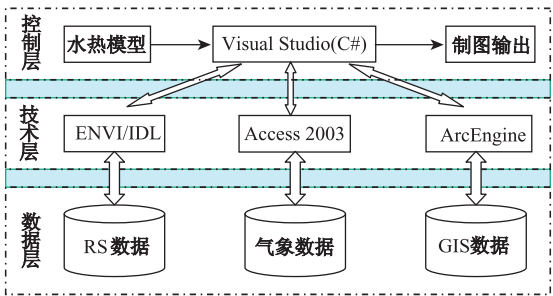 控制层
水热模型
Visual Studio(C#)
制图输出
技术层
ENVI/IDL
Access 2003
ArcEngine
数据层
RS数据
气象数据
GIS数据